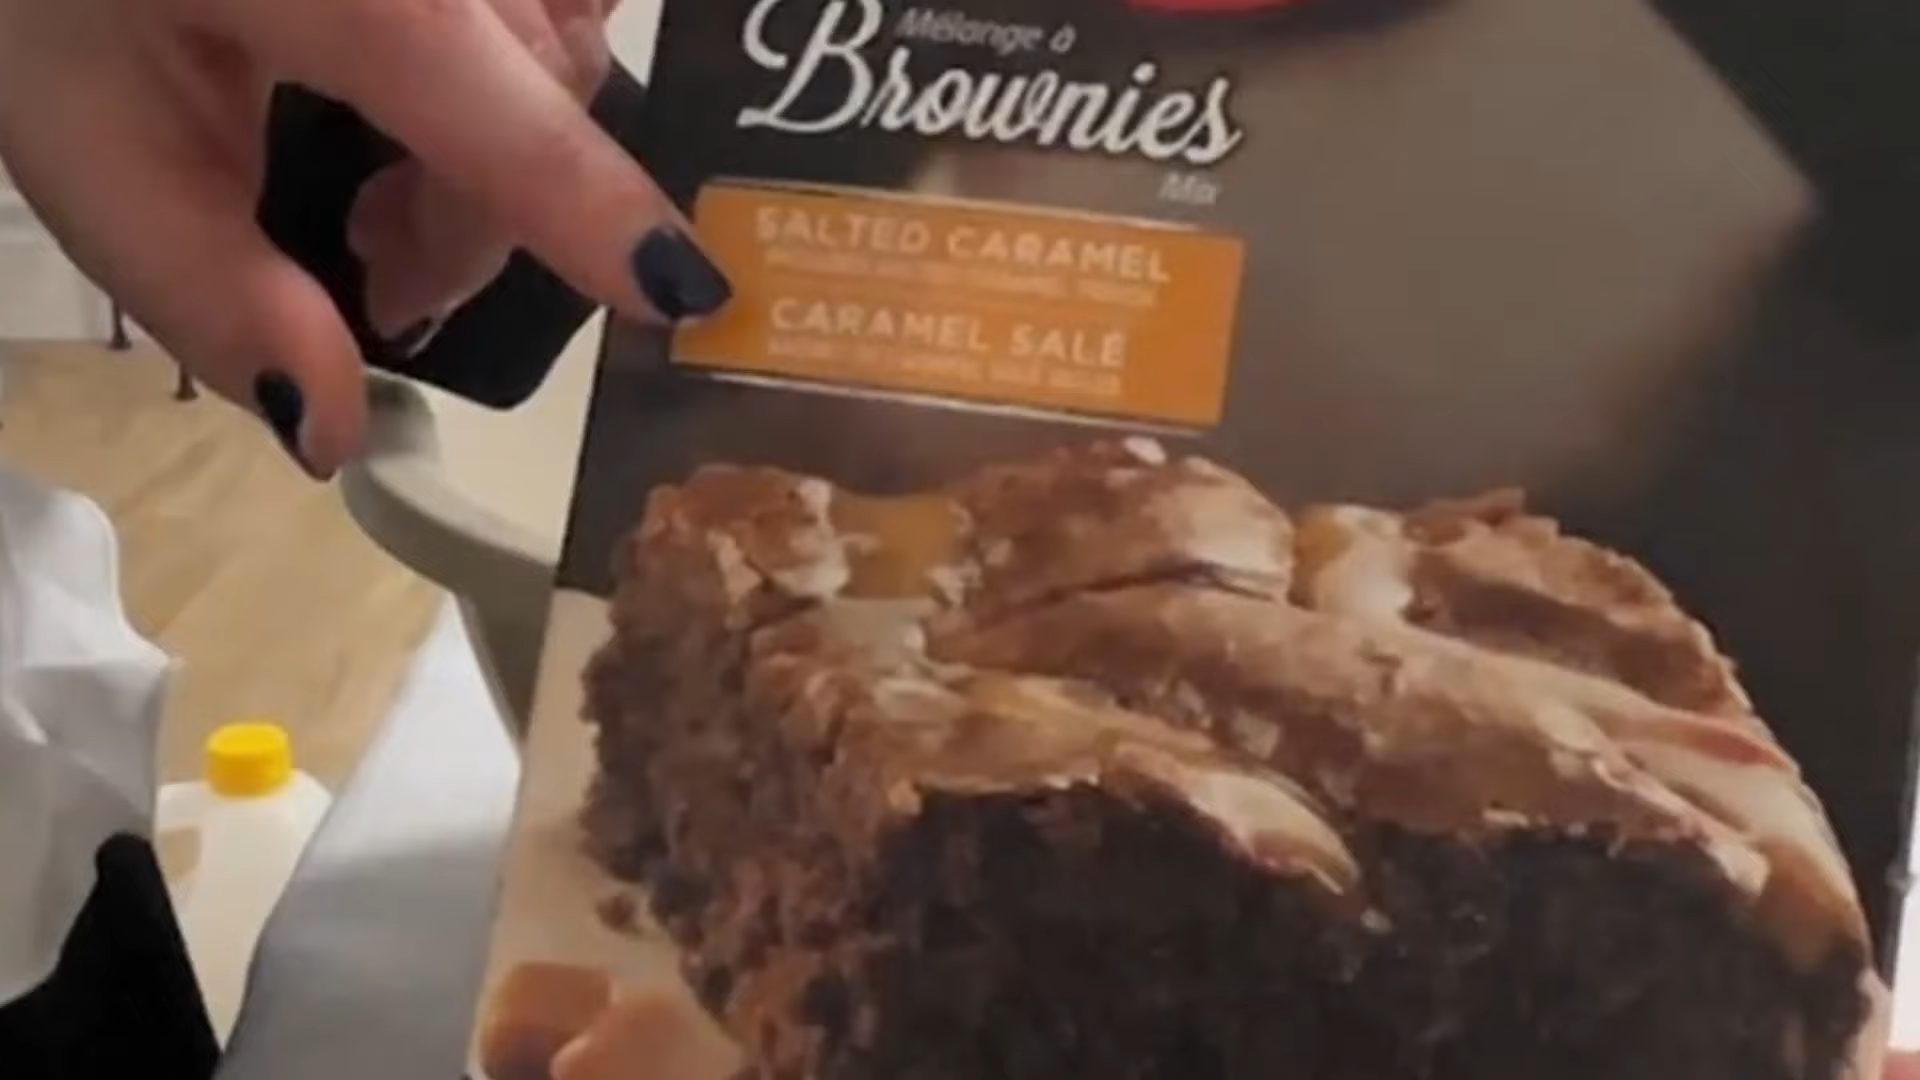 Mélange à
Brownies
Mix
SALTED CARAMEL
CARAMEL SALÉ